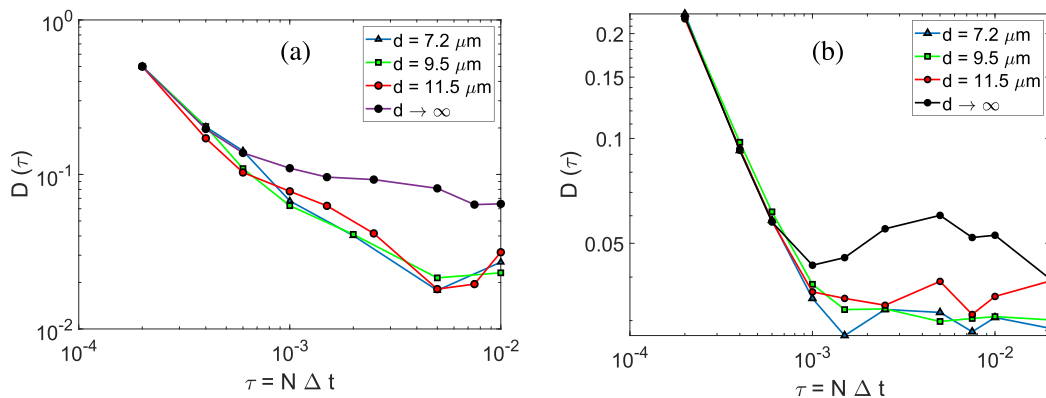 10⁰
10⁻¹
10⁻²
D (τ)
(a)
d = 7.2 μm
d = 9.5 μm
d = 11.5 μm
d → ∞
10⁻⁴
10⁻³
10⁻²
τ = N Δ t
0.2
0.15
0.1
0.05
D (τ)
(b)
d = 7.2 μm
d = 9.5 μm
d = 11.5 μm
d → ∞
10⁻⁴
10⁻³
10⁻²
τ = N Δ t